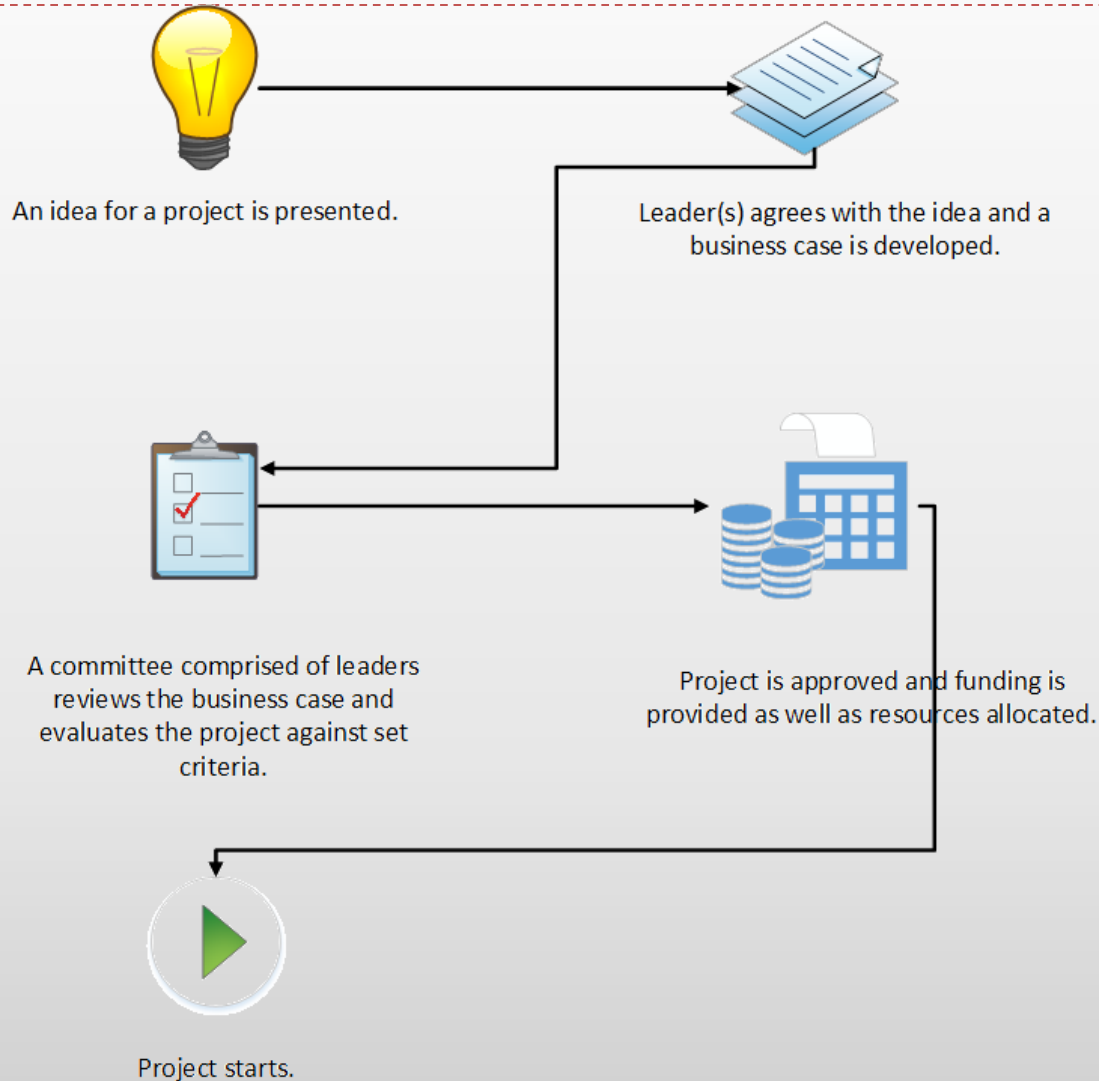 An idea for a project is presented.
Leader(s) agrees with the idea and a
business case is developed.
A committee comprised of leaders
reviews the business case and
evaluates the project against set
criteria.
Project is approved and funding is
provided as well as resources allocated.
Project starts.